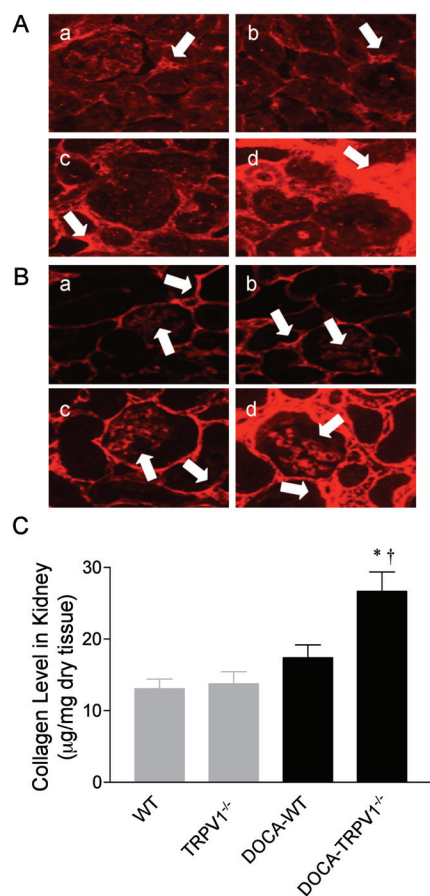 A
a
b
c
d
B
a
b
c
d
C
Collagen Level in Kidney
(µg/mg dry tissue)
30
20
10
0
* †
WT
TRPV1-/-
DOCA-WT
DOCA-TRPV1-/-